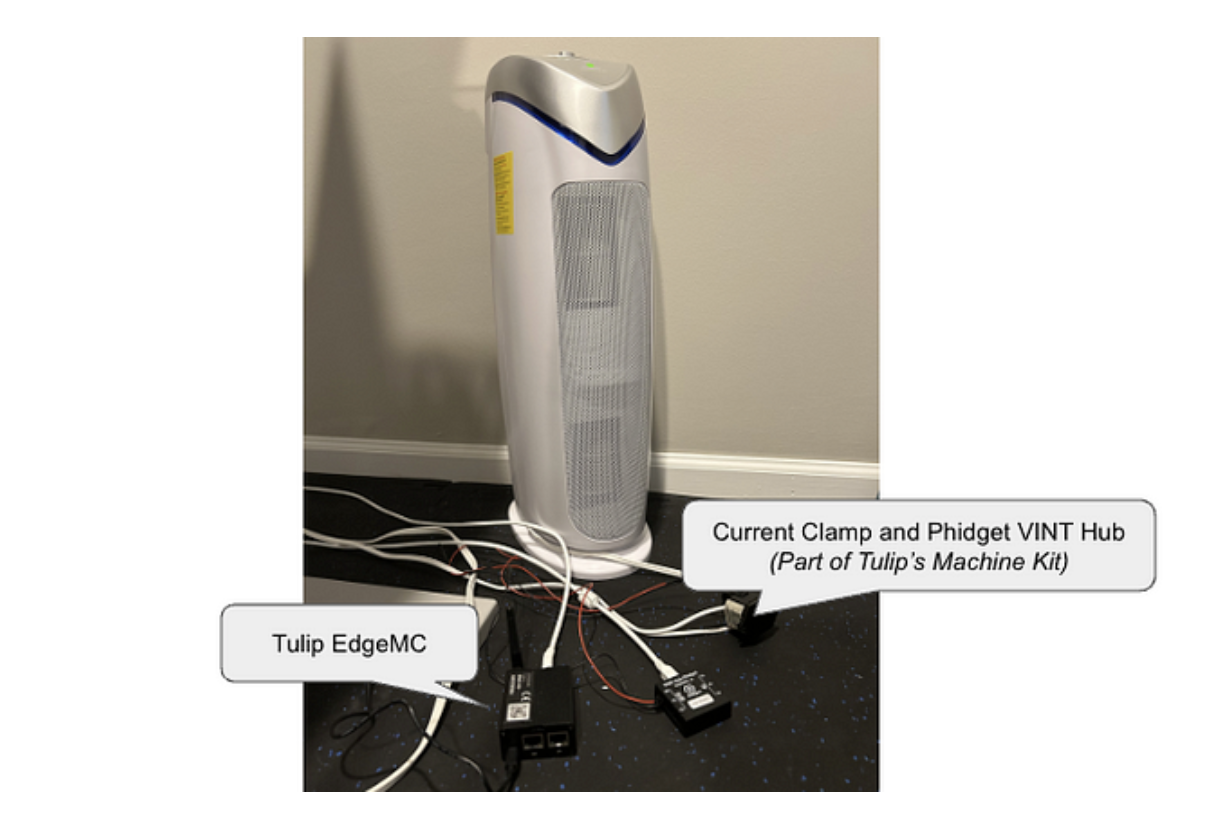 Current Clamp and Phidget VINT Hub
(Part of Tulip's Machine Kit)
Tulip EdgeMC